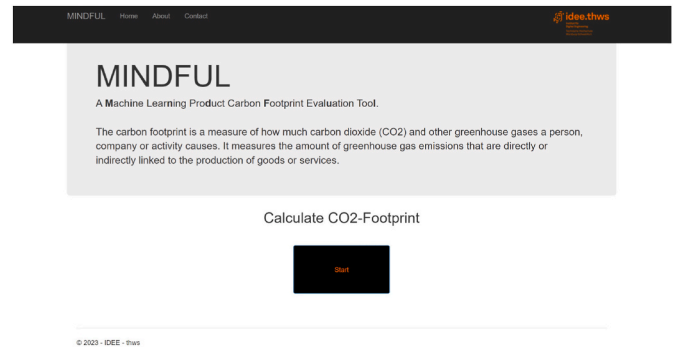 MINDFUL Home About Contact
idee.thws
MINDFUL
A Machine Learning Product Carbon Footprint Evaluation Tool.
The carbon footprint is a measure of how much carbon dioxide (CO2) and other greenhouse gases a person,
company or activity causes. It measures the amount of greenhouse gas emissions that are directly or
indirectly linked to the production of goods or services.
Calculate CO2-Footprint
Start
© 2023 - IDEE - thws